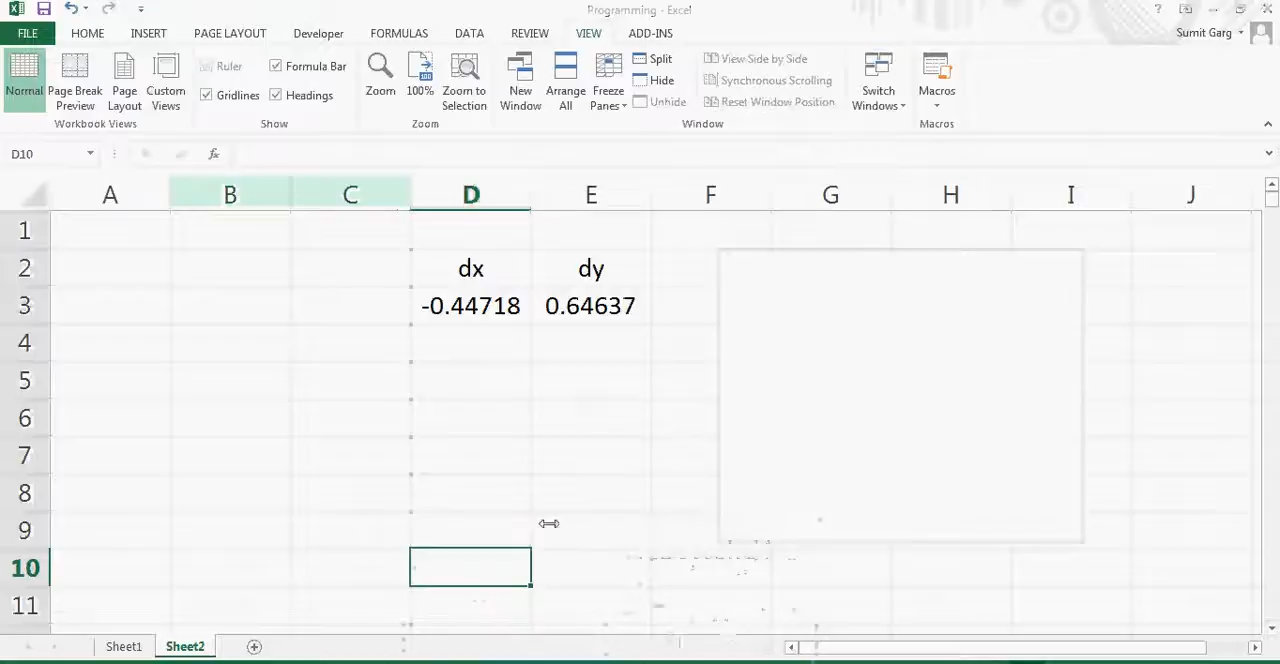 Programming - Excel
FILE HOME INSERT PAGE LAYOUT Developer FORMULAS DATA REVIEW VIEW ADD-INS Sumit Garg
Normal
Page Break Preview
Page Layout
Custom Views
Workbook Views
Ruler
Formula Bar
Gridlines
Headings
Show
Zoom
100%
Zoom to Selection
Zoom
New Window
Arrange All
Freeze Panes
Split
Hide
Unhide
View Side by Side
Synchronous Scrolling
Reset Window Position
Window
Switch Windows
Macros
Macros
D10 fx
A B C D E F G H I J
1
2 dx dy
3 -0.44718 0.64637
4
5
6
7
8
9
10
11
Sheet1 Sheet2